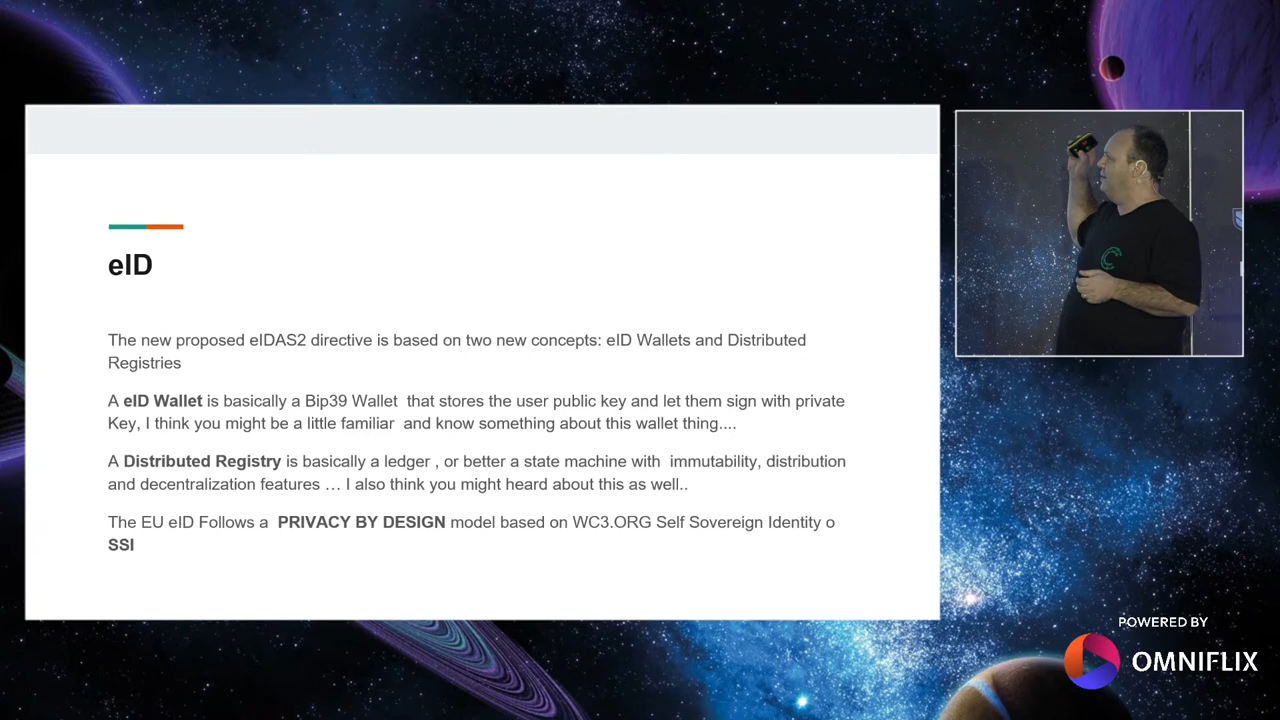 eID
The new proposed eIDAS2 directive is based on two new concepts: eID Wallets and Distributed
Registries
A eID Wallet is basically a Bip39 Wallet  that stores the user public key and let them sign with private
Key, I think you might be a little familiar  and know something about this wallet thing....
A Distributed Registry is basically a ledger , or better a state machine with  immutability, distribution
and decentralization features … I also think you might heard about this as well..
The EU eID Follows a  PRIVACY BY DESIGN model based on WC3.ORG Self Sovereign Identity o
SSI
POWERED BY
OMNIFLIX